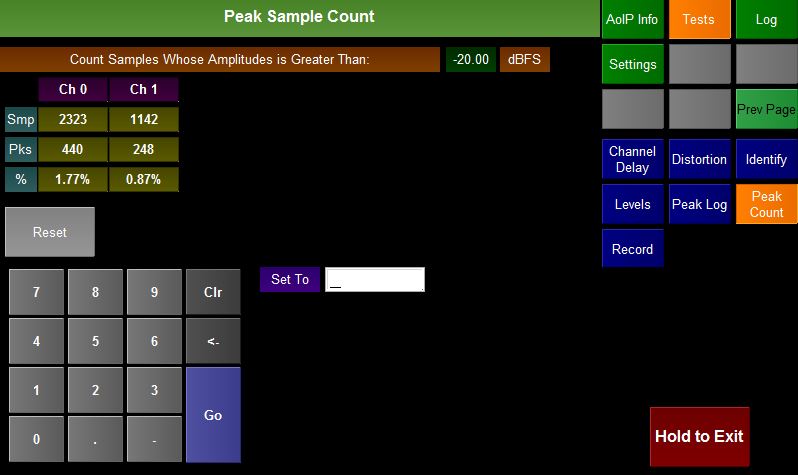 Peak Sample Count
AoIP Info Tests Log
Count Samples Whose Amplitudes is Greater Than: -20.00 dBFS
Settings
Ch 0 Ch 1
Smp 2323 1142
Prev Page
Pks 440 248
% 1.77% 0.87%
Channel
Delay
Distortion Identify
Levels Peak Log
Peak
Count
Reset
Record
Set To _
7 8 9 Clr
4 5 6 <-
1 2 3
Go
0 . -
Hold to Exit